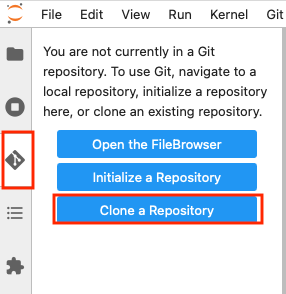 File Edit View Run Kernel Git
You are not currently in a Git
repository. To use Git, navigate to a
local repository, initialize a repository
here, or clone an existing repository.
Open the FileBrowser
Initialize a Repository
Clone a Repository